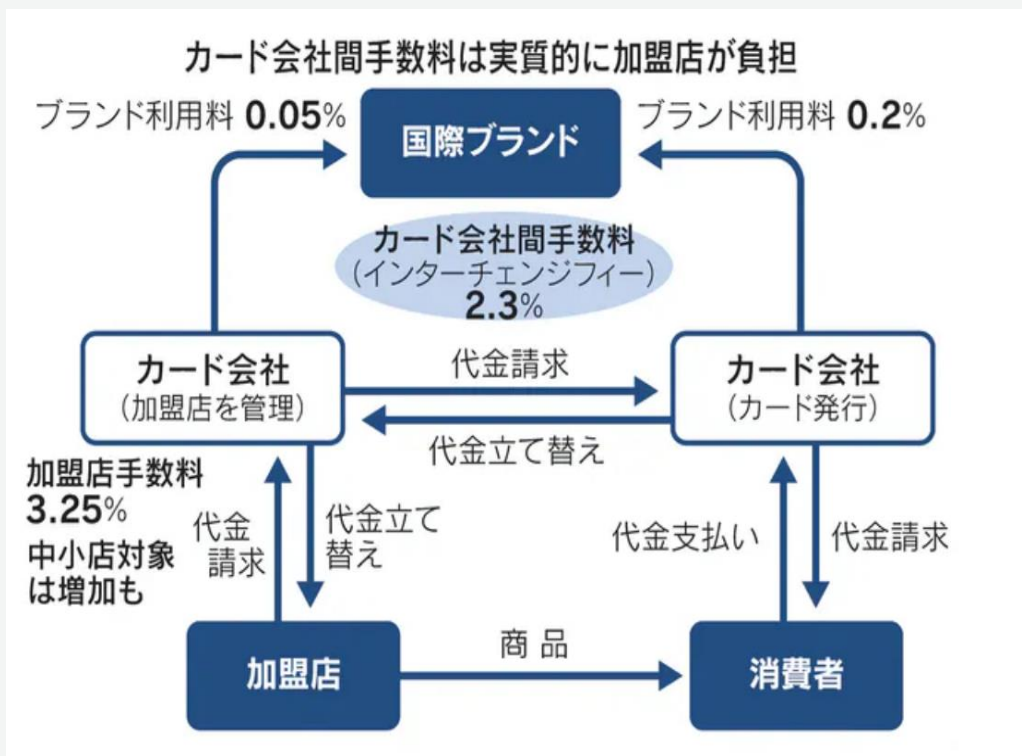 カード会社間手数料は実質的に加盟店が負担
ブランド利用料 0.05%
国際ブランド
ブランド利用料 0.2%
カード会社間手数料
（インターチェンジフィー）
2.3%
カード会社
（加盟店を管理）
代金請求
代金立て替え
カード会社
（カード発行）
加盟店手数料
3.25%
中小店対象
は増加も
代金
請求
代金立て
替え
代金支払い
代金請求
加盟店
商品
消費者